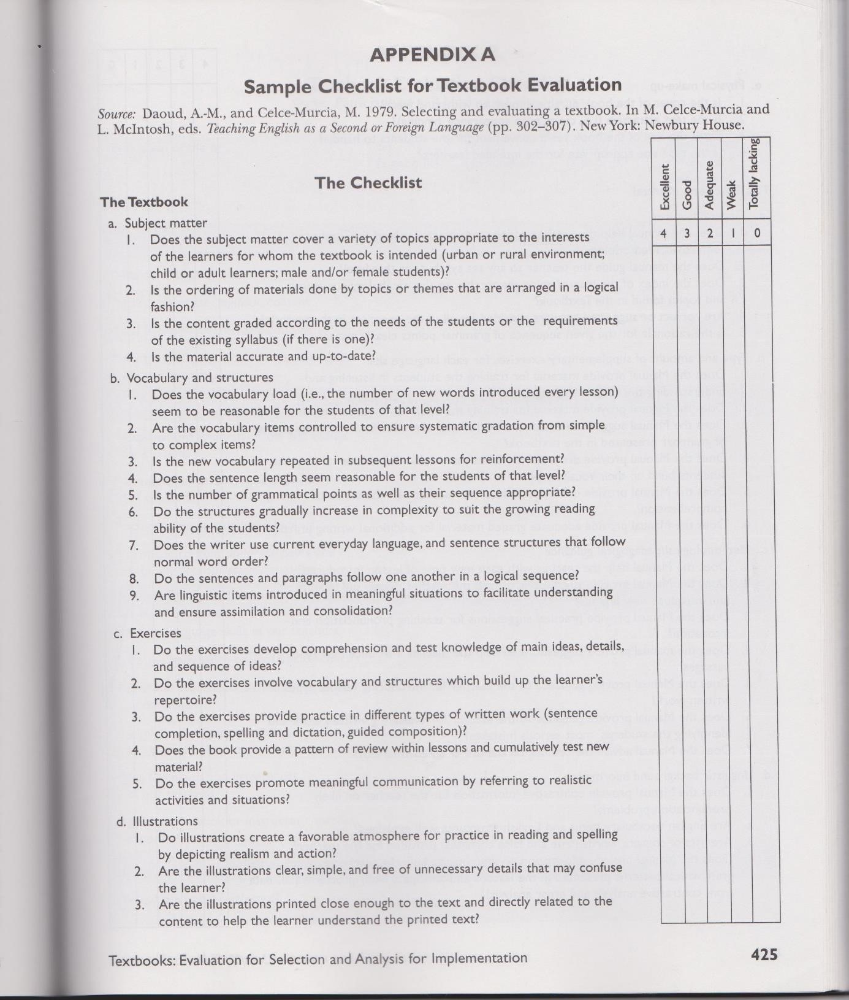 APPENDIX A
Sample Checklist for Textbook Evaluation
Source: Daoud, A.-M., and Celce-Murcia, M. 1979. Selecting and evaluating a textbook. In M. Celce-Murcia and
L. McIntosh, eds. Teaching English as a Second or Foreign Language (pp. 302–307). New York: Newbury House.
The Checklist
Excellent
Good
Adequate
Weak
Totally lacking
4 3 2 1 0
The Textbook
a. Subject matter
1. Does the subject matter cover a variety of topics appropriate to the interests
of the learners for whom the textbook is intended (urban or rural environment;
child or adult learners; male and/or female students)?
2. Is the ordering of materials done by topics or themes that are arranged in a logical
fashion?
3. Is the content graded according to the needs of the students or the requirements
of the existing syllabus (if there is one)?
4. Is the material accurate and up-to-date?
b. Vocabulary and structures
1. Does the vocabulary load (i.e., the number of new words introduced every lesson)
seem to be reasonable for the students of that level?
2. Are the vocabulary items controlled to ensure systematic gradation from simple
to complex items?
3. Is the new vocabulary repeated in subsequent lessons for reinforcement?
4. Does the sentence length seem reasonable for the students of that level?
5. Is the number of grammatical points as well as their sequence appropriate?
6. Do the structures gradually increase in complexity to suit the growing reading
ability of the students?
7. Does the writer use current everyday language, and sentence structures that follow
normal word order?
8. Do the sentences and paragraphs follow one another in a logical sequence?
9. Are linguistic items introduced in meaningful situations to facilitate understanding
and ensure assimilation and consolidation?
c. Exercises
1. Do the exercises develop comprehension and test knowledge of main ideas, details,
and sequence of ideas?
2. Do the exercises involve vocabulary and structures which build up the learner's
repertoire?
3. Do the exercises provide practice in different types of written work (sentence
completion, spelling and dictation, guided composition)?
4. Does the book provide a pattern of review within lessons and cumulatively test new
material?
5. Do the exercises promote meaningful communication by referring to realistic
activities and situations?
d. Illustrations
1. Do illustrations create a favorable atmosphere for practice in reading and spelling
by depicting realism and action?
2. Are the illustrations clear, simple, and free of unnecessary details that may confuse
the learner?
3. Are the illustrations printed close enough to the text and directly related to the
content to help the learner understand the printed text?
Textbooks: Evaluation for Selection and Analysis for Implementation
425